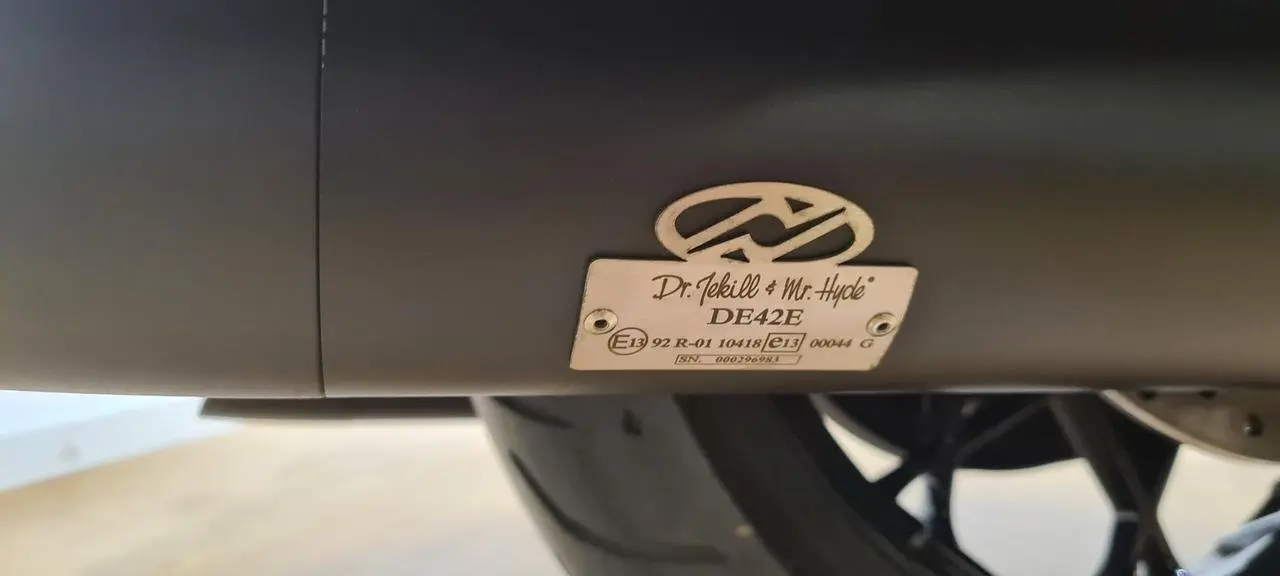 Dr. Jekill & Mr. Hyde®
DE42E
E13 92 R-01 10418 e13 00044 G
SN. 000296983